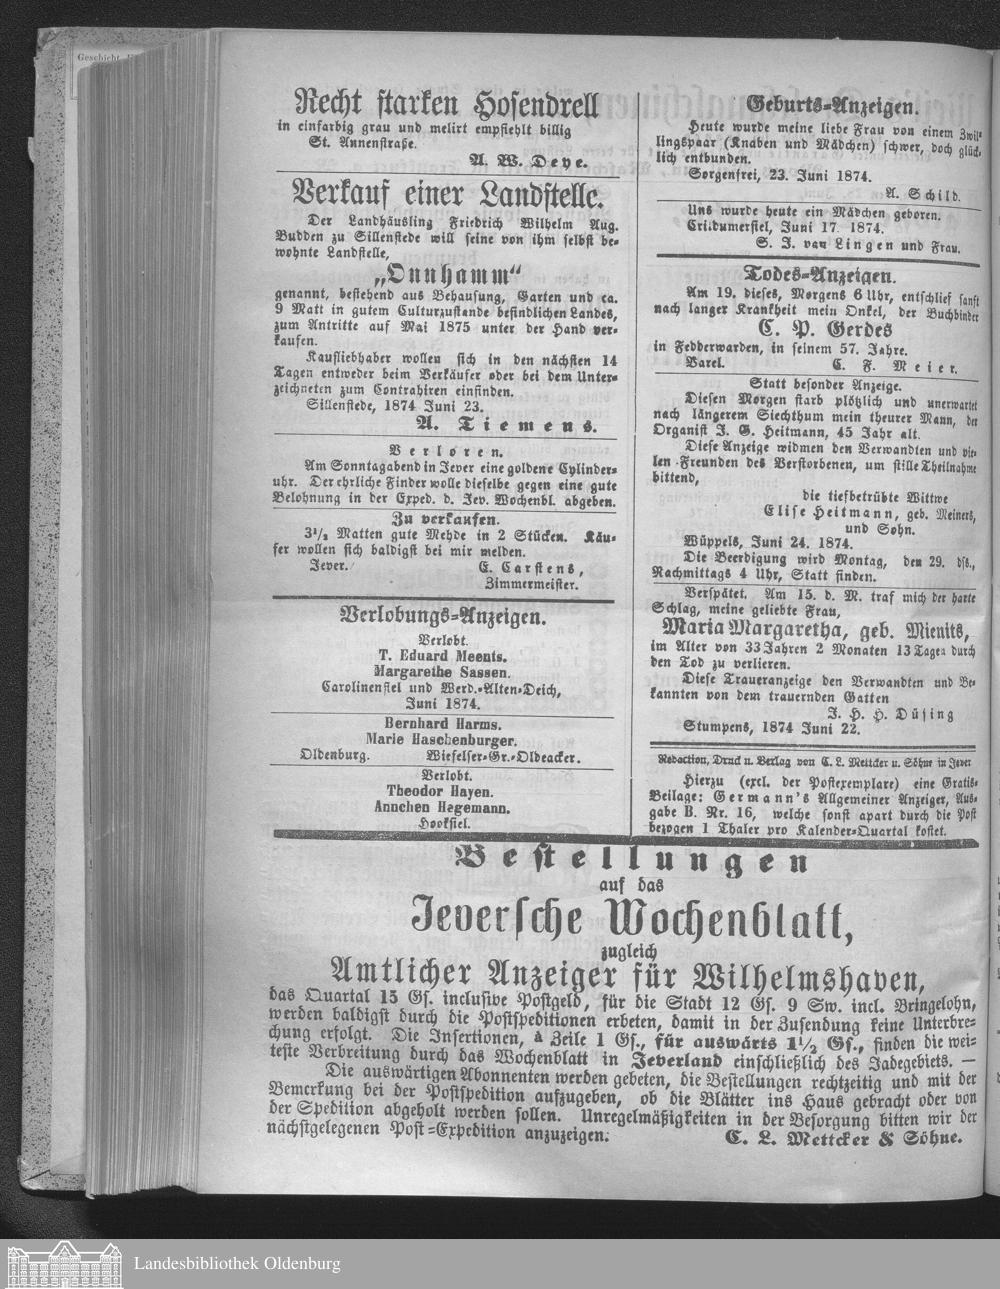 Geschicht
Recht starken Hosendrell
in einfarbig grau und melirt empfiehlt billig
St. Annenstraße.
A. W. Deye.
Verkauf einer Landstelle.
Der Landhäusling Friedrich Wilhelm Aug.
Budden zu Sillenstede will seine von ihm selbst be-
wohnte Landstelle,
„Onnhamm“
genannt, bestehend aus Behausung, Garten und ca.
9 Matt in gutem Culturzustande befindlichen Landes,
zum Antritte auf Mai 1875 unter der Hand ver-
kaufen.
Kaufliebhaber wollen sich in den nächsten 14
Tagen entweder beim Verkäufer oder bei dem Unter-
zeichneten zum Contrahiren einfinden.
Sillenstede, 1874 Juni 23.
A. Tiemens.
Verloren.
Am Sonntagabend in Jever eine goldene Cylinder-
uhr. Der ehrliche Finder wolle dieselbe gegen eine gute
Belohnung in der Exped. d. Jev. Wochenbl. abgeben.
Zu verkaufen.
3½ Matten gute Mehde in 2 Stücken. Käu-
fer wollen sich baldigst bei mir melden.
Jever. E. Carstens,
Zimmermeister.
Verlobungs-Anzeigen.
Verlobt.
T. Eduard Meents.
Margarethe Sassen.
Carolinensiel und Werd.-Alten-Deich,
Juni 1874.
Bernhard Harms.
Marie Haschenburger.
Oldenburg. Wiefelser-Gr.-Oldeacker.
Verlobt.
Theodor Hayen.
Annchen Hagemann.
Hooksiel.
Geburts-Anzeigen.
Heute wurde meine liebe Frau von einem Zwil-
lingspaar (Knaben und Mädchen) schwer, doch glück-
lich entbunden.
Sorgenfrei, 23. Juni 1874.
A. Schild.
Uns wurde heute ein Mädchen geboren.
Crildumersiel, Juni 17. 1874.
S. J. van Lingen und Frau.
Todes-Anzeigen.
Am 19. dieses, Morgens 6 Uhr, entschlief sanft
nach langer Krankheit mein Onkel, der Buchbinder
C. P. Gerdes
in Fedderwarden, in seinem 57. Jahre.
Varel. C. F. Meier.
Statt besonder Anzeige.
Diesen Morgen starb plötzlich und unerwartet
nach längerem Siechthum mein theurer Mann, der
Organist J. G. Heitmann, 45 Jahr alt.
Diese Anzeige widmen den Verwandten und vie-
len Freunden des Verstorbenen, um stille Theilnahme
bittend,
die tiefbetrübte Wittwe
Elise Heitmann, geb. Meiners,
und Sohn.
Wüppels, Juni 24. 1874.
Die Beerdigung wird Montag, den 29. dss.,
Nachmittags 4 Uhr, Statt finden.
Verspätet. Am 15. d. M. traf mich der harte
Schlag, meine geliebte Frau,
Maria Margaretha, geb. Mienits,
im Alter von 33 Jahren 2 Monaten 13 Tagen durch
den Tod zu verlieren.
Diese Traueranzeige den Verwandten und Be-
kannten von dem trauernden Gatten
J. H. H. Düsing
Stumpens, 1874 Juni 22.
Redaction, Druck u. Verlag von C. L. Mettcker u. Söhne in Jever
Hierzu (excl. der Postexemplare) eine Gratis-
Beilage: Germann's Allgemeiner Anzeiger, Aus-
gabe B. Nr. 16, welche sonst apart durch die Post
bezogen 1 Thaler pro Kalender-Quartal kostet.
Bestellungen
auf das
Jeversche Wochenblatt,
zugleich
Amtlicher Anzeiger für Wilhelmshaven,
das Quartal 15 Gs. inclusive Postgeld, für die Stadt 12 Gs. 9 Sw. incl. Bringelohn,
werden baldigst durch die Postspeditionen erbeten, damit in der Zusendung keine Unterbre-
chung erfolgt. Die Insertionen, à Zeile 1 Gs., für auswärts 1½ Gs., finden die wei-
teste Verbreitung durch das Wochenblatt in Jeverland einschließlich des Jadegebiets. —
Die auswärtigen Abonnenten werden gebeten, die Bestellungen rechtzeitig und mit der
Bemerkung bei der Postspedition aufzugeben, ob die Blätter ins Haus gebracht oder von
der Spedition abgeholt werden sollen. Unregelmäßigkeiten in der Besorgung bitten wir der
nächstgelegenen Post-Expedition anzuzeigen.
C. L. Mettcker & Söhne.
Landesbibliothek Oldenburg